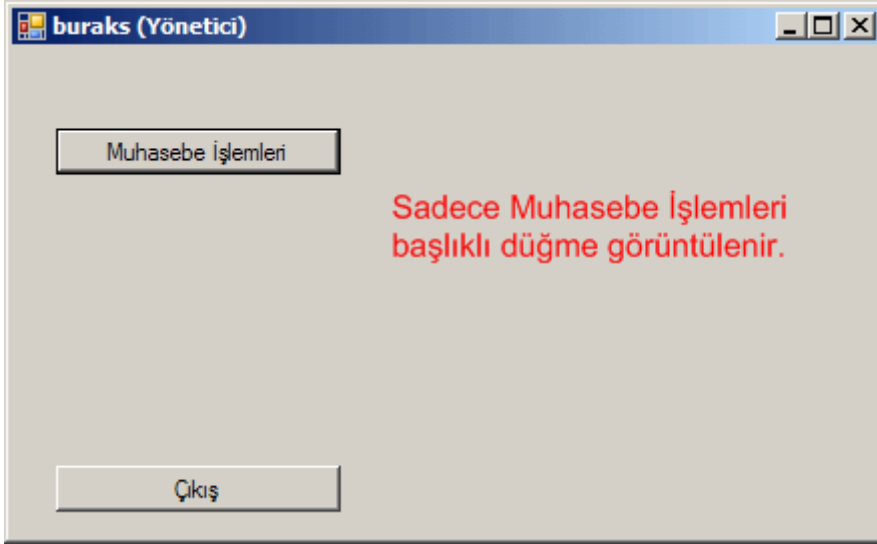 buraks (Yönetici)
Muhasebe İşlemleri
Sadece Muhasebe İşlemleri
başlıklı düğme görüntülenir.
Çıkış